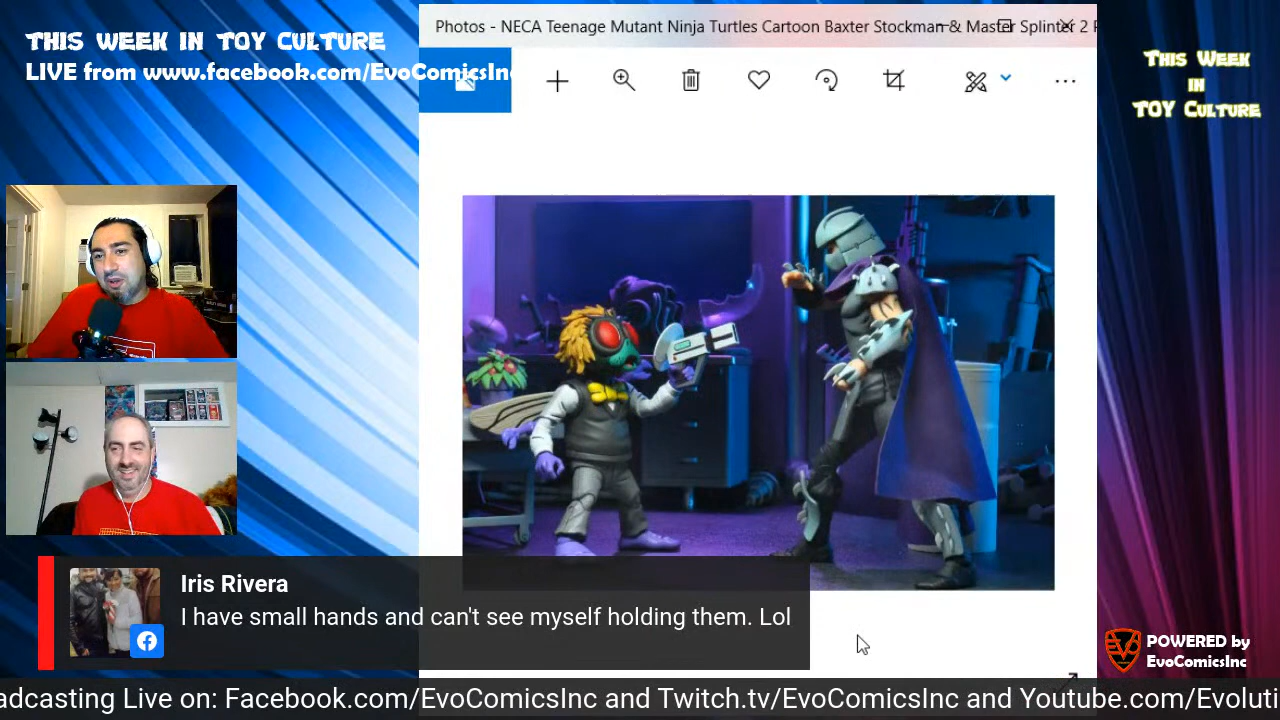 THIS WEEK IN TOY CULTURE
LIVE from www.facebook.com/EvoComicsIn
Photos - NECA Teenage Mutant Ninja Turtles Cartoon Baxter Stockman & Master Splinter 2 P
THIS WEEK
IN
TOY CULTURE
Iris Rivera
I have small hands and can't see myself holding them. Lol
POWERED by
EvoComicsInc
adcasting Live on: Facebook.com/EvoComicsInc and Twitch.tv/EvoComicsInc and Youtube.com/Evoluti